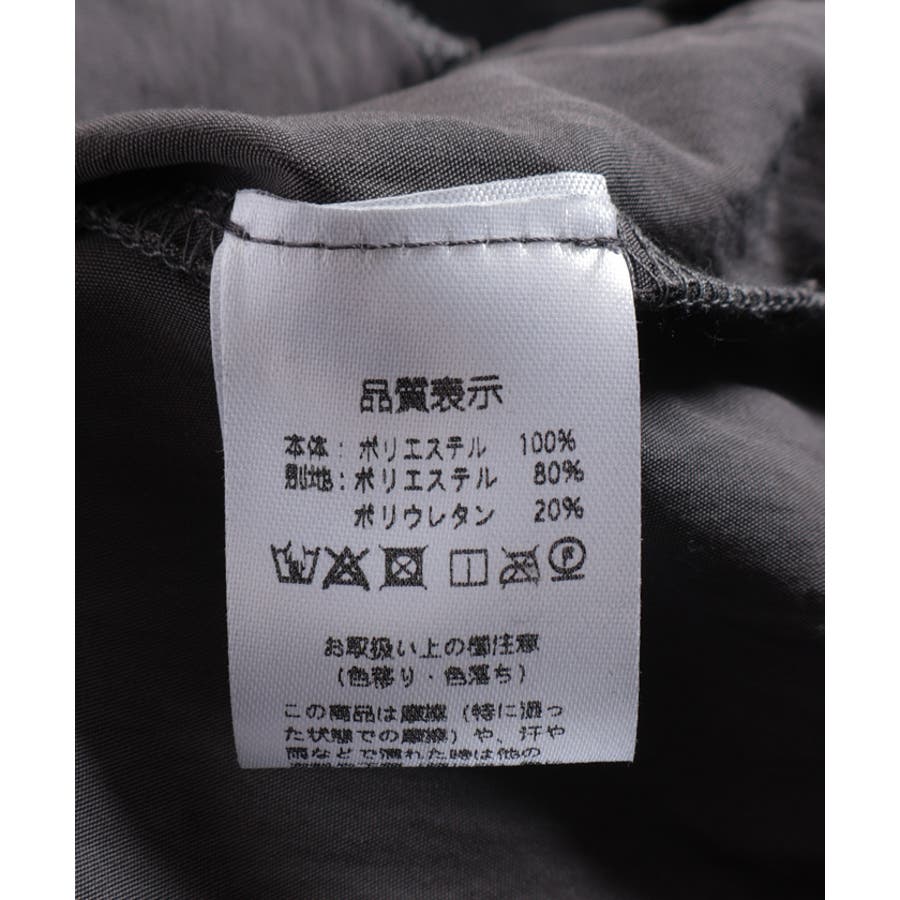 品質表示
本体：ポリエステル 100%
別地：ポリエステル 80%
ポリウレタン 20%
お取扱い上の御注意
(色移り・色落ち)
この商品は摩擦（特に湿っ
た状態での摩擦）や、汗や
雨などで濡れた時は他の